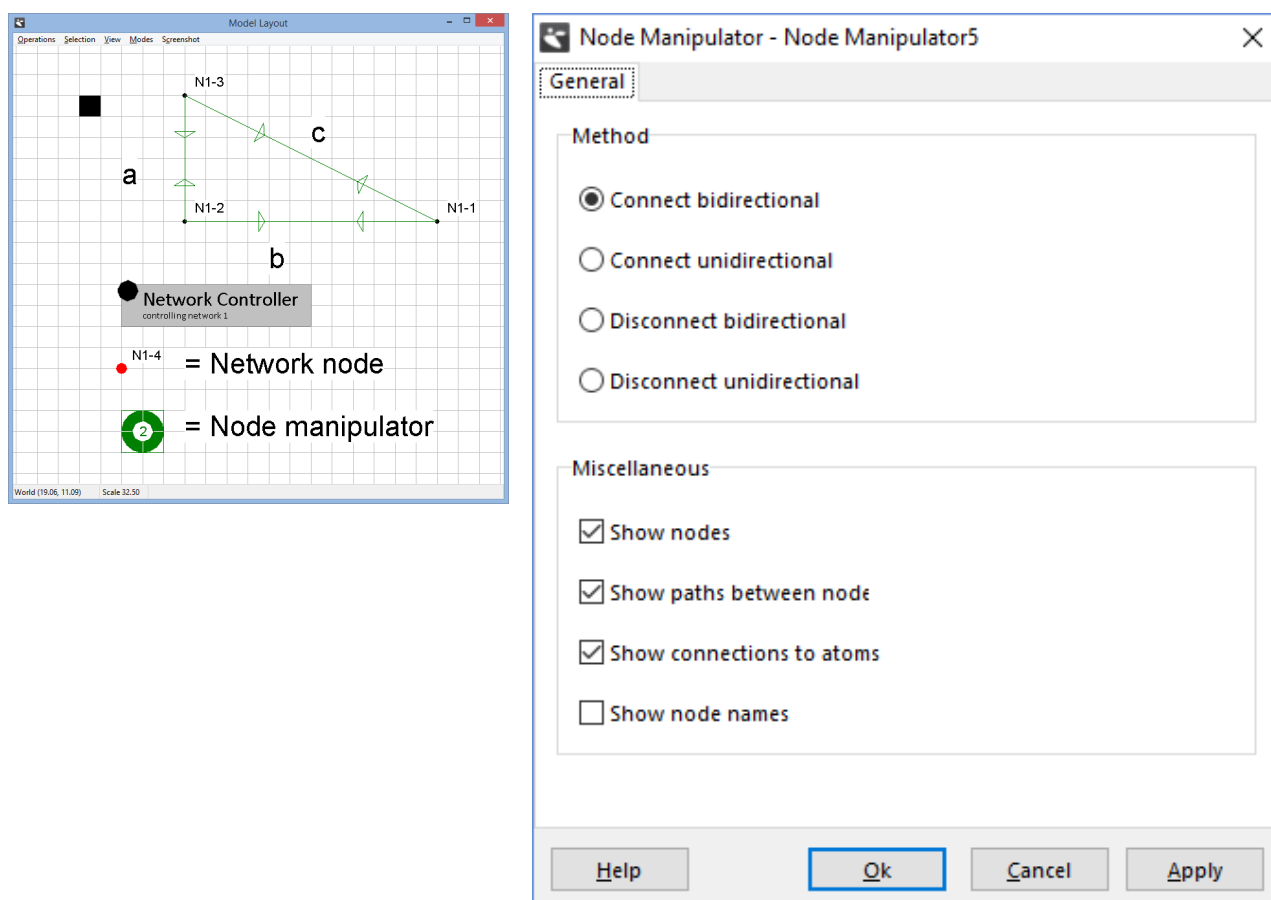 Model Layout
Operations Selection View Modes Screenshot
N1-3
c
a
N1-2
N1-1
b
Network Controller
controlling network 1
N1-4 = Network node
2 = Node manipulator
World (19.06, 11.09) Scale 32.50
Node Manipulator - Node Manipulator5
General
Method
Connect bidirectional
Connect unidirectional
Disconnect bidirectional
Disconnect unidirectional
Miscellaneous
Show nodes
Show paths between node
Show connections to atoms
Show node names
Help Ok Cancel Apply